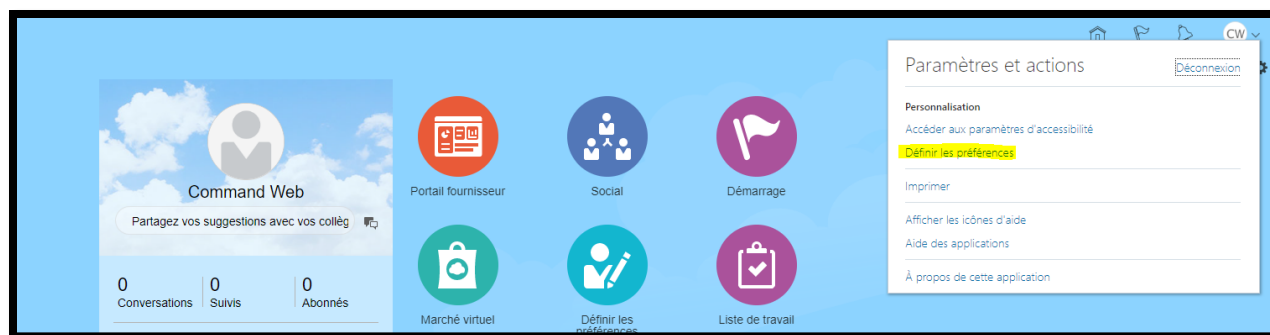 CW
Paramètres et actions
Déconnexion
Personnalisation
Accéder aux paramètres d'accessibilité
Définir les préférences
Imprimer
Afficher les icônes d'aide
Aide des applications
À propos de cette application
Command Web
Partagez vos suggestions avec vos collèg
0 0 0
Conversations Suivis Abonnés
Portail fournisseur
Social
Démarrage
Marché virtuel
Définir les
préférences
Liste de travail